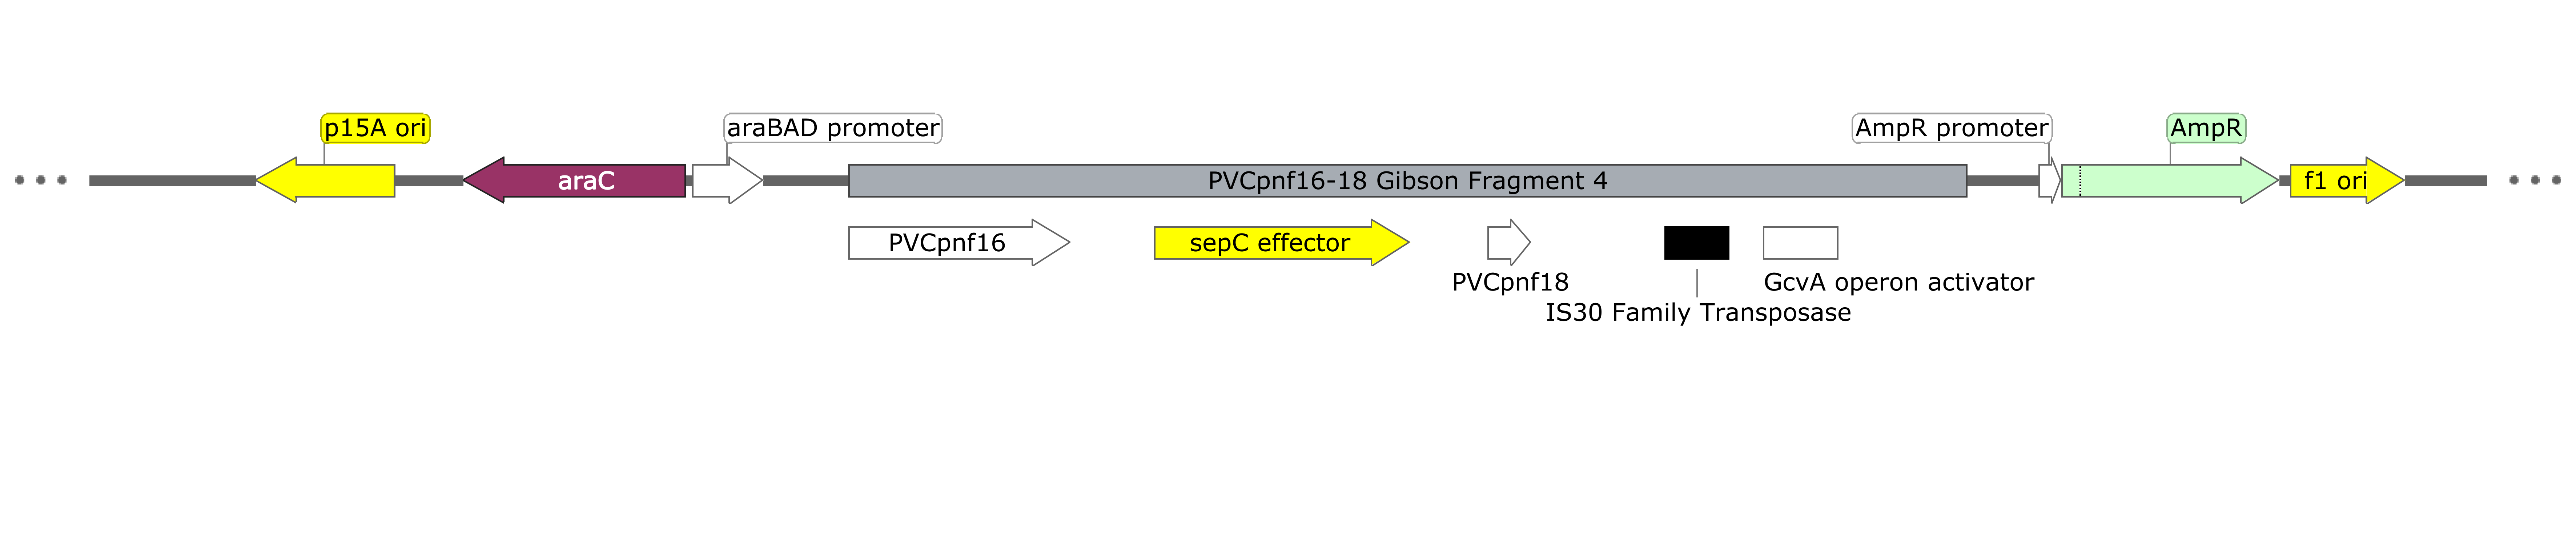 p15A ori
araBAD promoter
AmpR promoter
AmpR
araC
PVCpnf16-18 Gibson Fragment 4
f1 ori
PVCpnf16
sepC effector
PVCpnf18
GcvA operon activator
IS30 Family Transposase